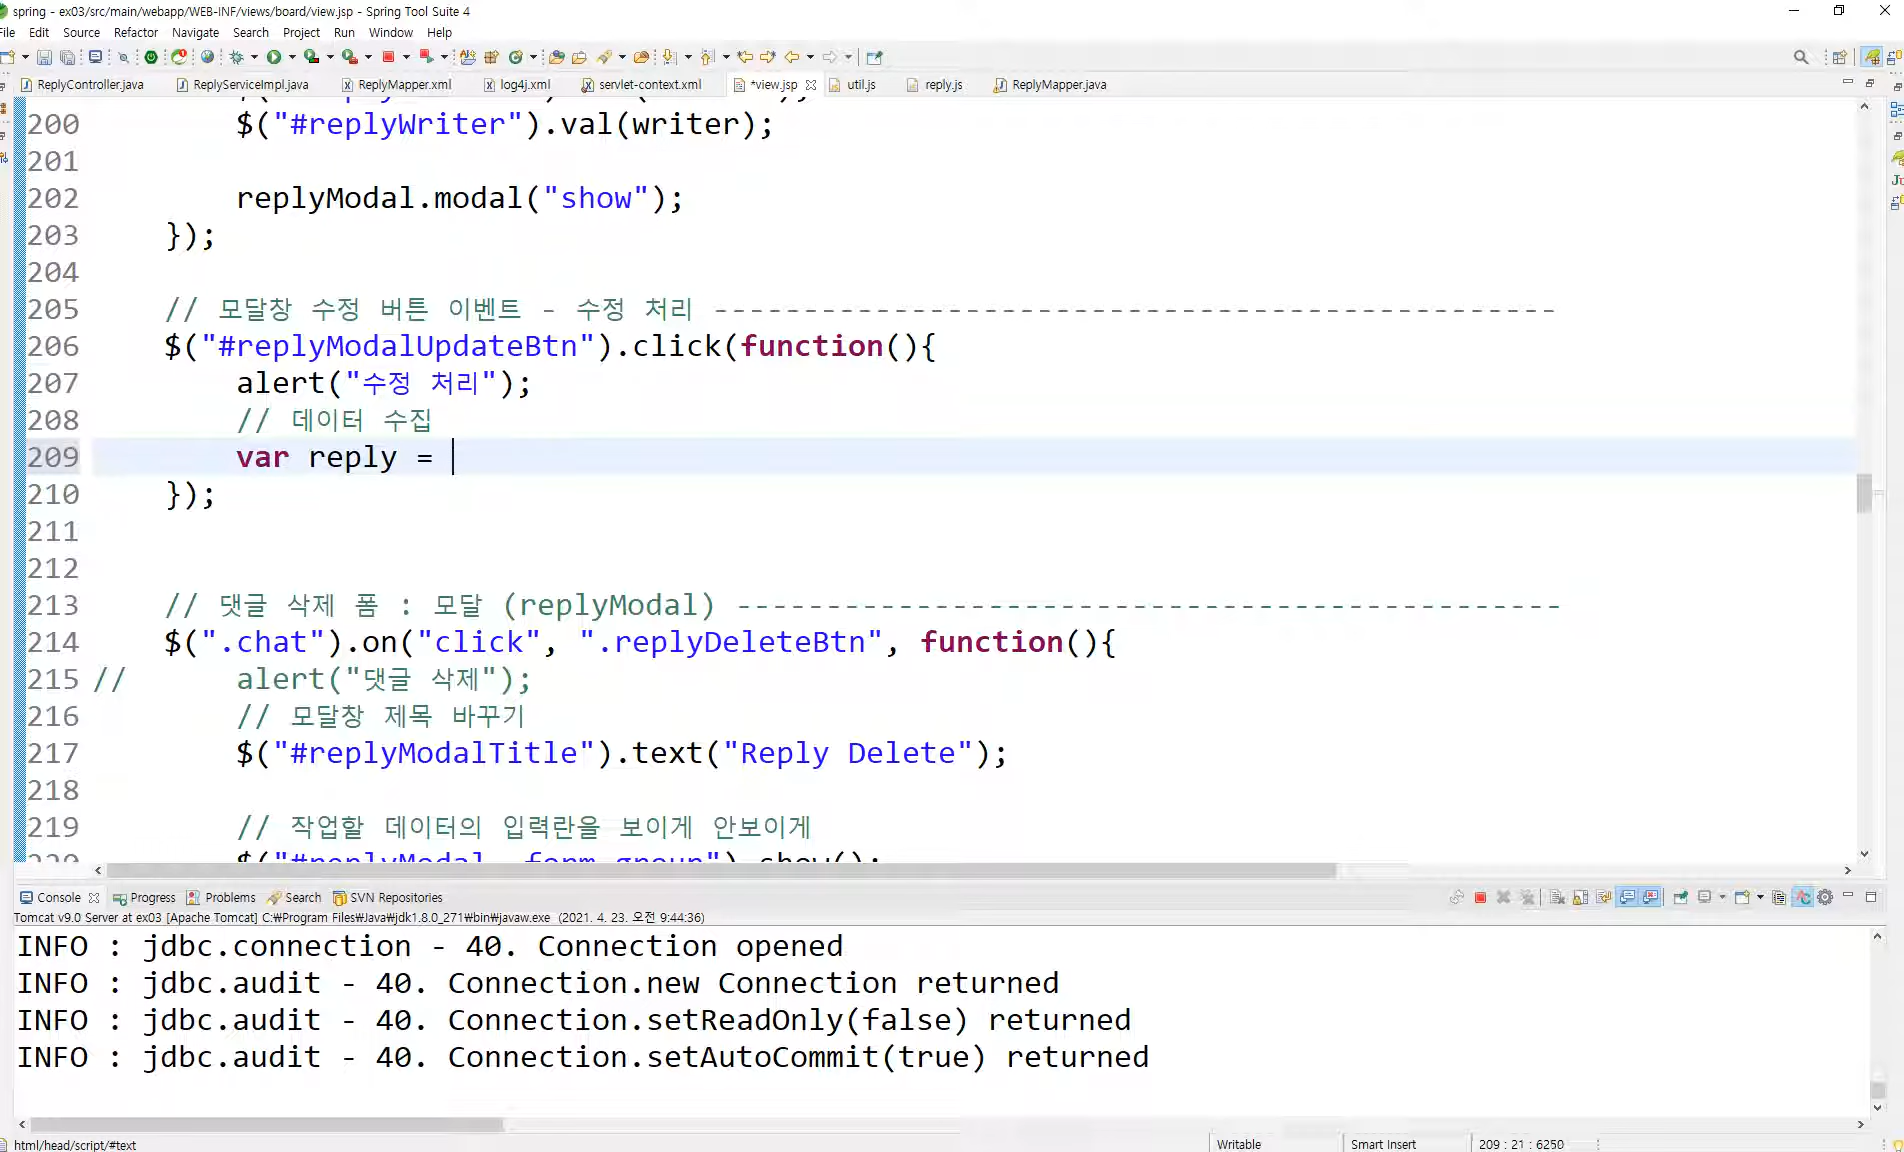 spring - ex03/src/main/webapp/WEB-INF/views/board/view.jsp - Spring Tool Suite 4
File Edit Source Refactor Navigate Search Project Run Window Help
ReplyController.java ReplyServiceImpl.java ReplyMapper.xml log4j.xml servlet-context.xml *view.jsp util.js reply.js ReplyMapper.java
200 $("#replyWriter").val(writer);
201
202 replyModal.modal("show");
203 });
204
205 // 모달창 수정 버튼 이벤트 - 수정 처리 -----------------------------------------------
206 $("#replyModalUpdateBtn").click(function(){
207 alert("수정 처리");
208 // 데이터 수집
209 var reply =
210 });
211
212
213 // 댓글 삭제 폼 : 모달 (replyModal) ----------------------------------------------
214 $(".chat").on("click", ".replyDeleteBtn", function(){
215 // alert("댓글 삭제");
216 // 모달창 제목 바꾸기
217 $("#replyModalTitle").text("Reply Delete");
218
219 // 작업할 데이터의 입력란을 보이게 안보이게
Console Progress Problems Search SVN Repositories
Tomcat v9.0 Server at ex03 [Apache Tomcat] C:₩Program Files₩Java₩jdk1.8.0_271₩bin₩javaw.exe (2021. 4. 23. 오전 9:44:36)
INFO : jdbc.connection - 40. Connection opened
INFO : jdbc.audit - 40. Connection.new Connection returned
INFO : jdbc.audit - 40. Connection.setReadOnly(false) returned
INFO : jdbc.audit - 40. Connection.setAutoCommit(true) returned
html/head/script/#text Writable Smart Insert 209 : 21 : 6250